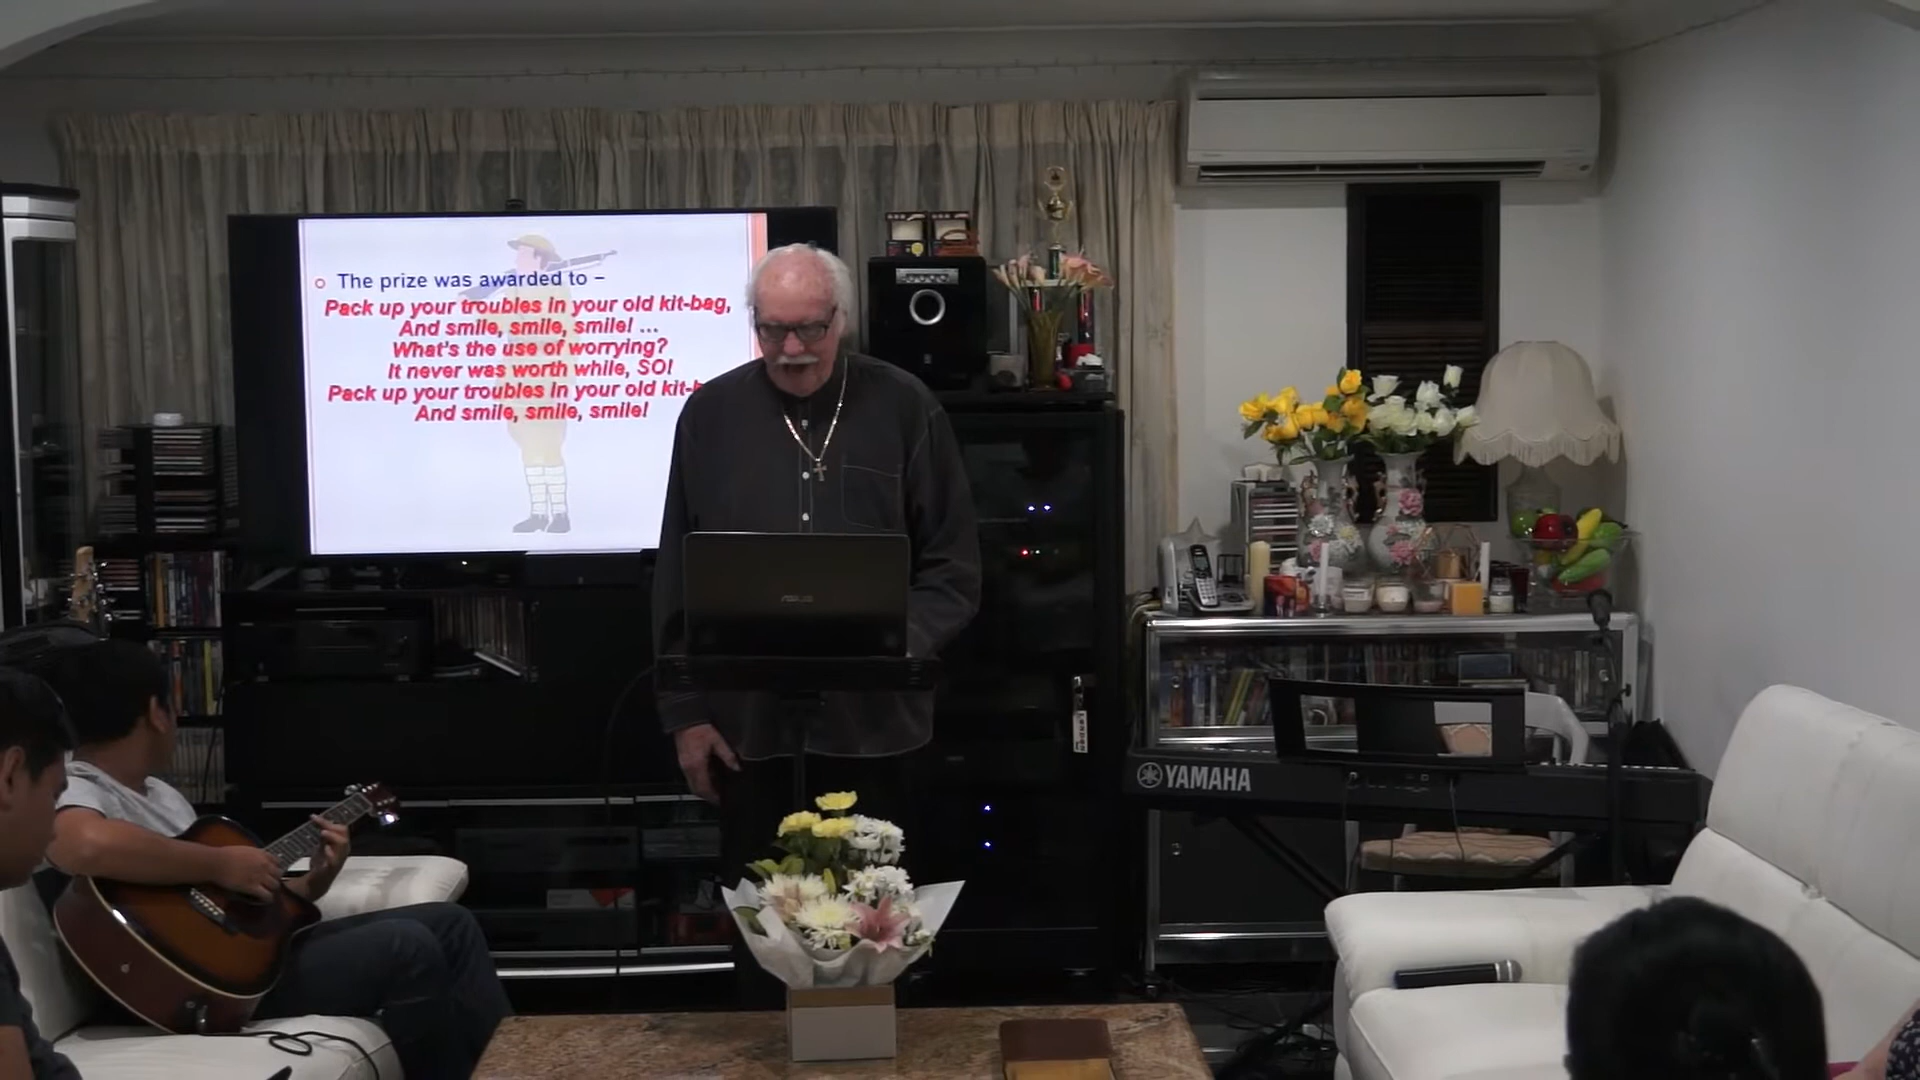 The prize was awarded to –
Pack up your troubles in your old kit-bag,
And smile, smile, smile! ...
What's the use of worrying?
It never was worth while, SO!
Pack up your troubles in your old kit-b
And smile, smile, smile!
ASUS
YAMAHA